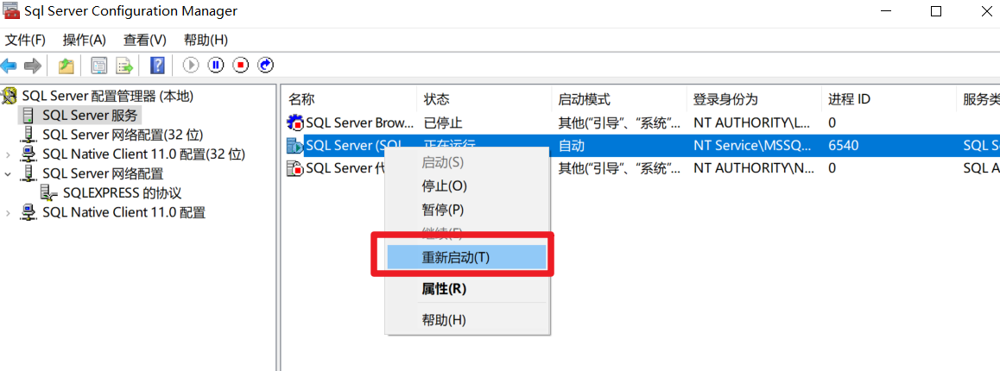 Sql Server Configuration Manager
文件(F) 操作(A) 查看(V) 帮助(H)
SQL Server 配置管理器 (本地)
SQL Server 服务
SQL Server 网络配置(32 位)
SQL Native Client 11.0 配置(32 位)
SQL Server 网络配置
SQLEXPRESS 的协议
SQL Native Client 11.0 配置
名称 状态 启动模式 登录身份为 进程 ID 服务类
SQL Server Brow... 已停止 其他(“引导”、“系统”... NT AUTHORITY\L... 0
SQL Server (SQL 正在运行 自动 NT Service\MSSQ... 6540 SQL S
SQL Server 代 其他(“引导”、“系统”... NT AUTHORITY\N... 0 SQL A
启动(S)
停止(O)
暂停(P)
继续(E)
重新启动(T)
属性(R)
帮助(H)